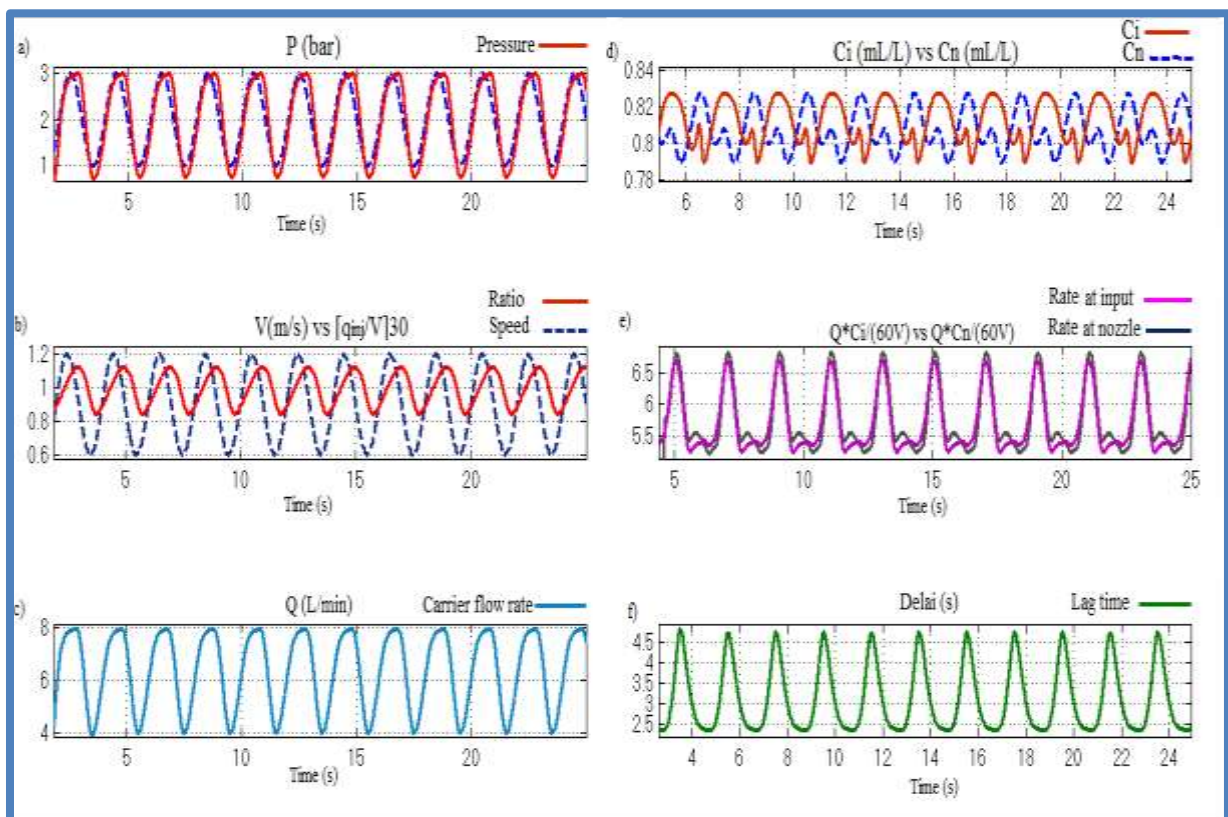 a)
P (bar)
Pressure
3
2
1
5
10
15
20
Time (s)
b)
Ratio
Speed
V(m/s) vs [qinj/V]30
1.2
1
0.8
0.6
5
10
15
20
Time (s)
c)
Q (L/min)
Carrier flow rate
8
6
4
5
10
15
20
Time (s)
d)
Ci
Cn
Ci (mL/L) vs Cn (mL/L)
0.84
0.82
0.8
0.78
6
8
10
12
14
16
18
20
22
24
Time (s)
e)
Rate at input
Rate at nozzle
Q*Ci/(60V) vs Q*Cn/(60V)
6.5
6
5.5
5
10
15
20
25
Time (s)
f)
Delai (s)
Lag time
4.5
4
3.5
3
2.5
4
6
8
10
12
14
16
18
20
22
24
Time (s)